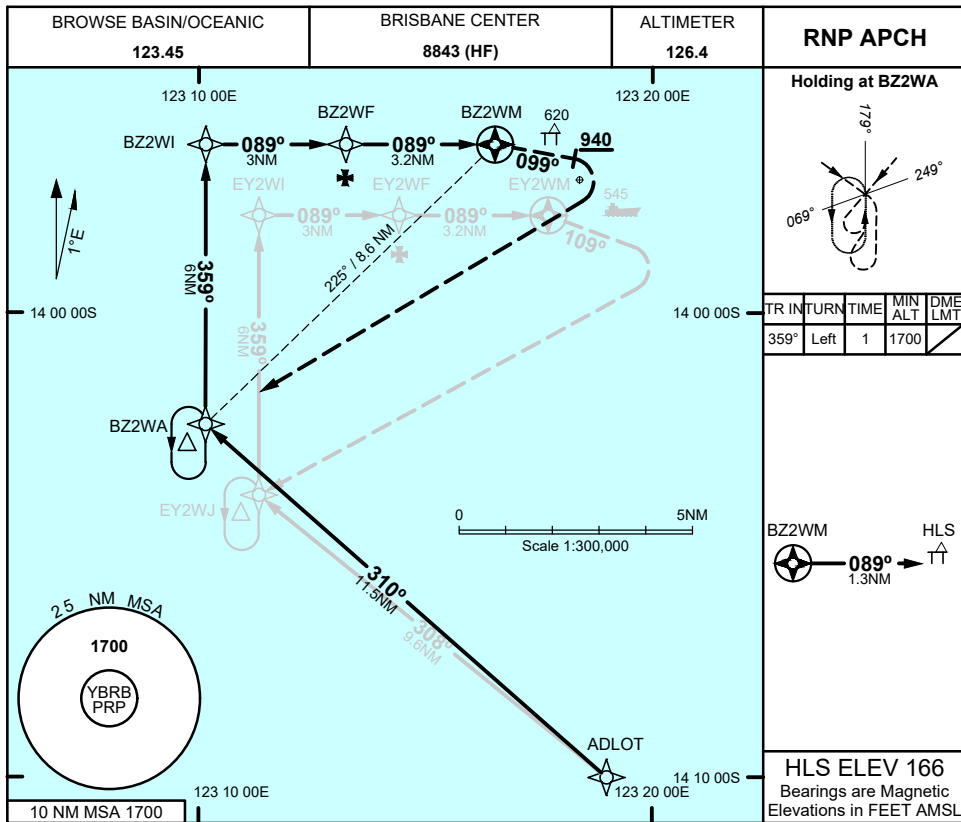 BROWSE BASIN/OCEANIC
123.45
BRISBANE CENTER
8843 (HF)
ALTIMETER
126.4
RNP APCH
123 10 00E
123 20 00E
BZ2WI
BZ2WF
BZ2WM
620
089º
3NM
089º
3.2NM
099º
940
EY2WI
EY2WF
EY2WM
545
089º
3NM
089º
3.2NM
109º
1°E
359º
6NM
225° / 8.6 NM
359º
6NM
14 00 00S
14 00 00S
BZ2WA
EY2WJ
0
5NM
Scale 1:300,000
310º
11.5NM
308º
9.6NM
25 NM MSA
1700
YBRB
PRP
ADLOT
14 10 00S
123 10 00E
123 20 00E
10 NM MSA 1700
Holding at BZ2WA
179°
249°
069°
TR IN TURN TIME MIN ALT DME LMT
359° Left 1 1700
BZ2WM
HLS
089º
1.3NM
HLS ELEV 166
Bearings are Magnetic
Elevations in FEET AMSL